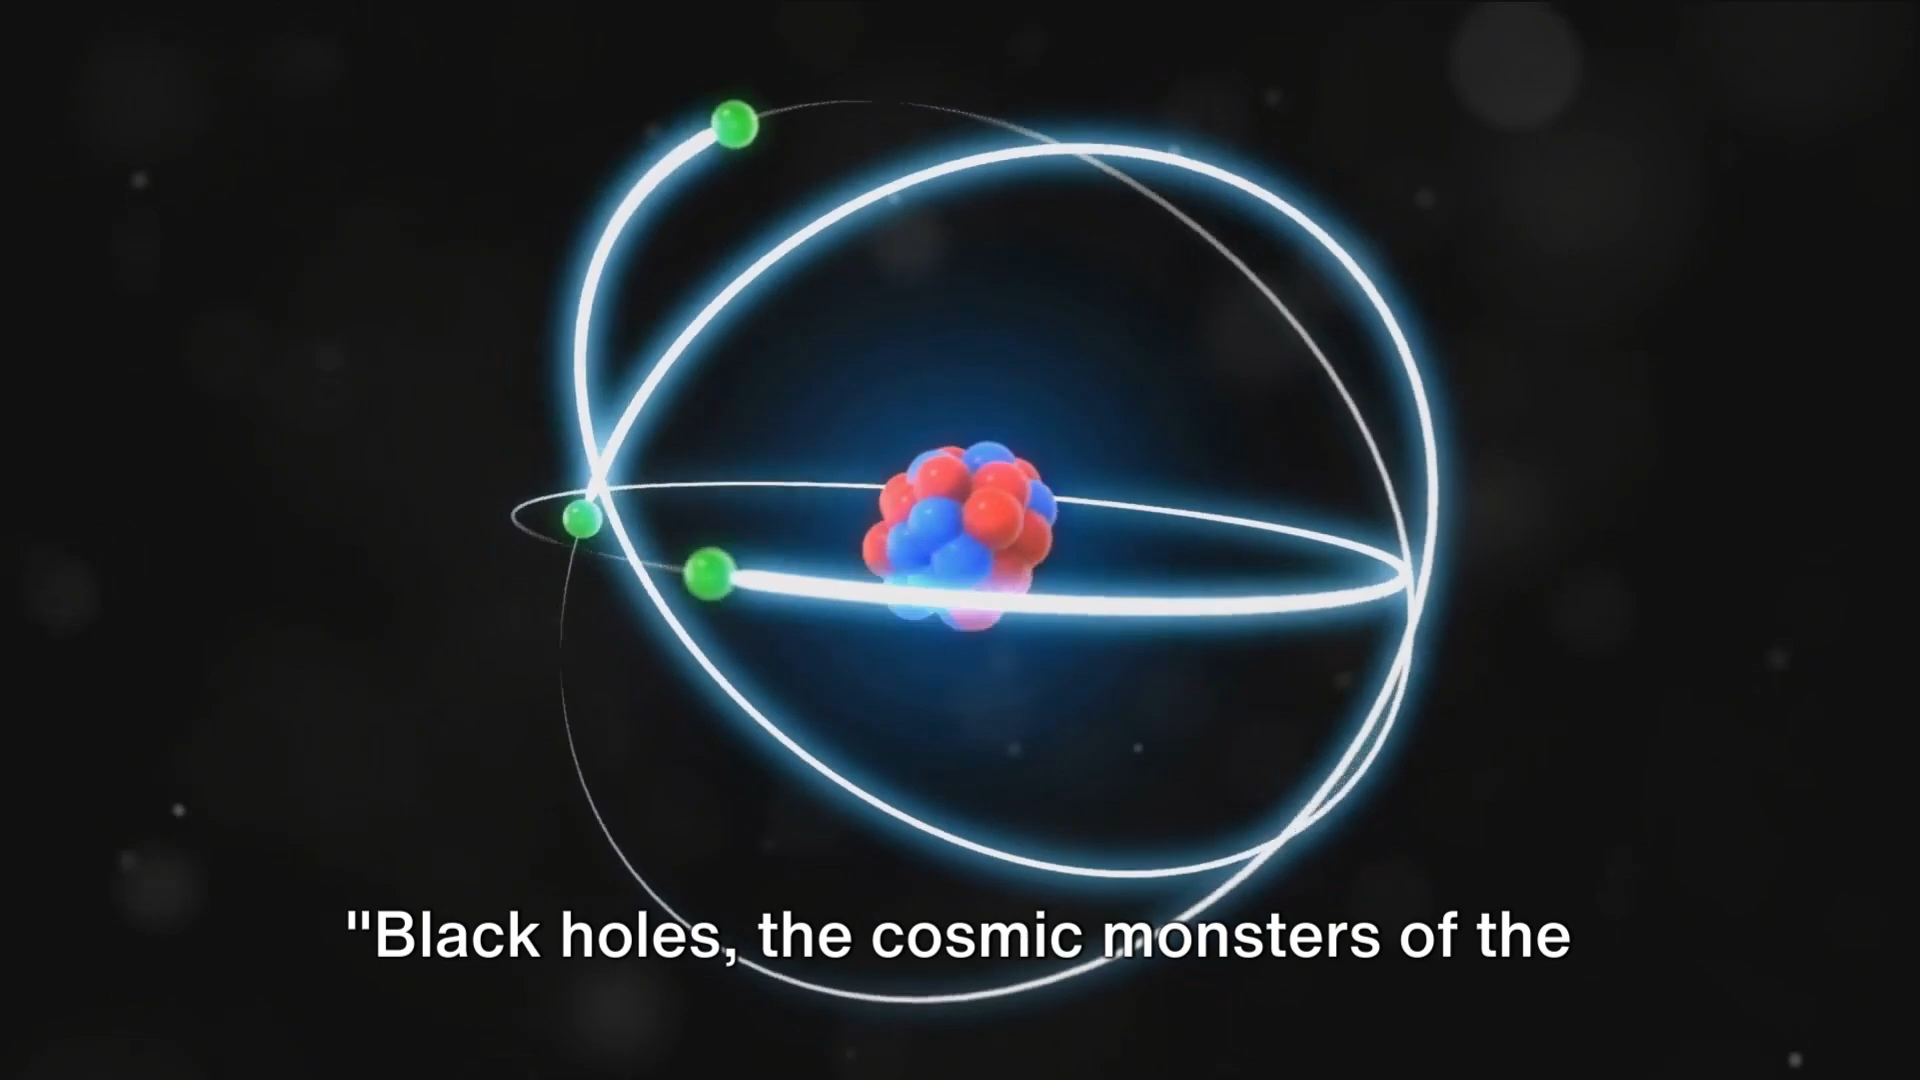 "Black holes, the cosmic monsters of the